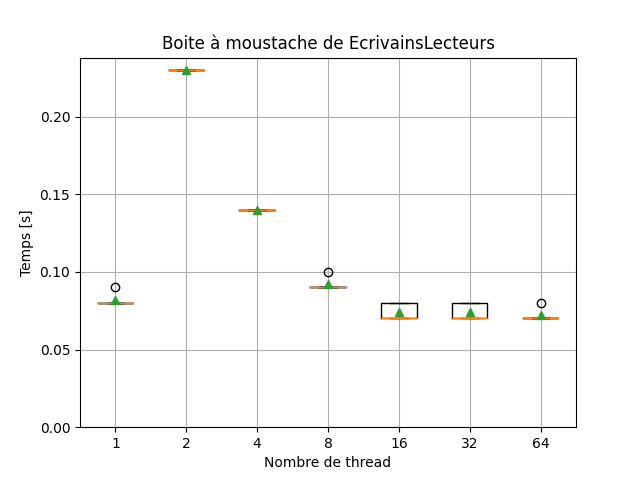 Boite à moustache de EcrivainsLecteurs
Temps [s]
0.20
0.15
0.10
0.05
0.00
1 2 4 8 16 32 64
Nombre de thread